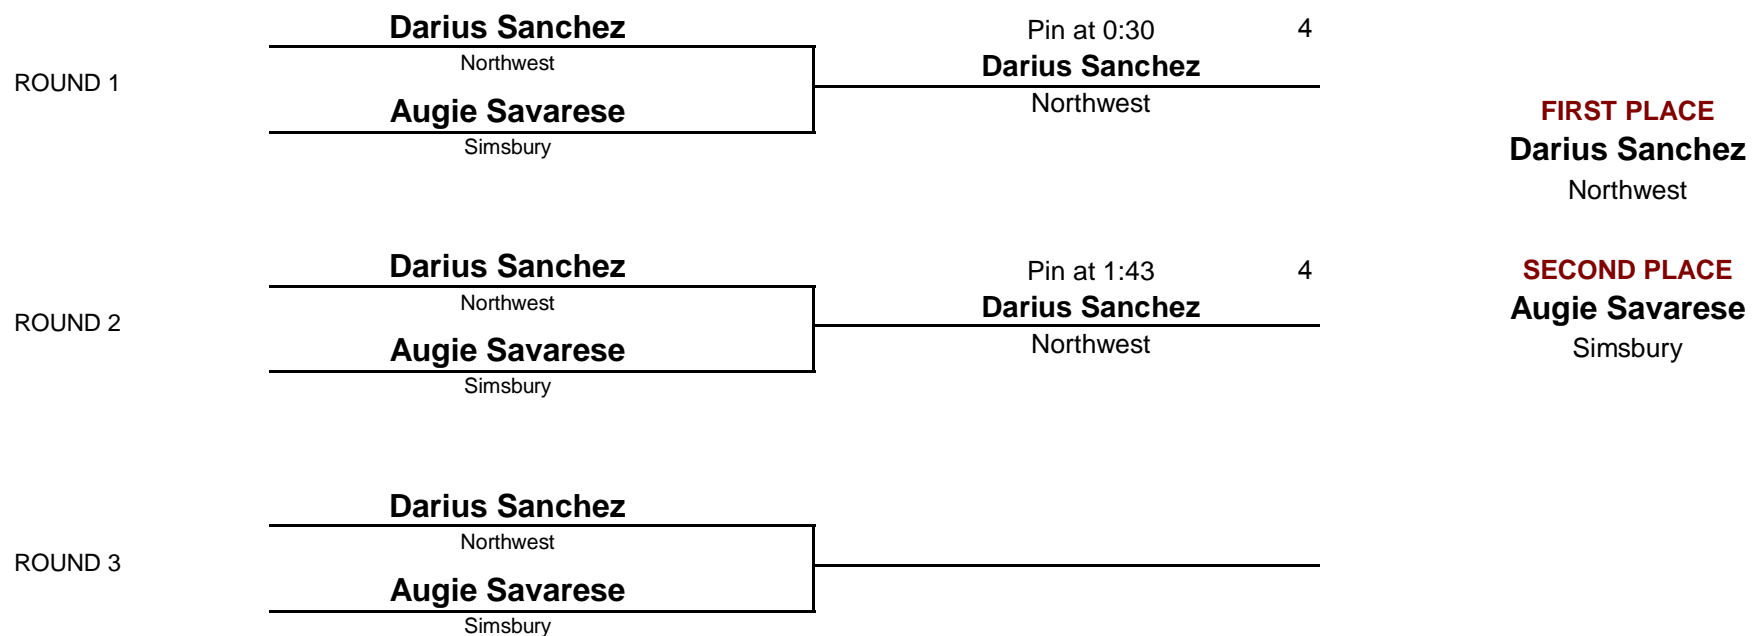 ROUND 1
Darius Sanchez
Northwest
Augie Savarese
Simsbury
Pin at 0:30 4
Darius Sanchez
Northwest
FIRST PLACE
Darius Sanchez
Northwest
ROUND 2
Darius Sanchez
Northwest
Augie Savarese
Simsbury
Pin at 1:43 4
Darius Sanchez
Northwest
SECOND PLACE
Augie Savarese
Simsbury
ROUND 3
Darius Sanchez
Northwest
Augie Savarese
Simsbury